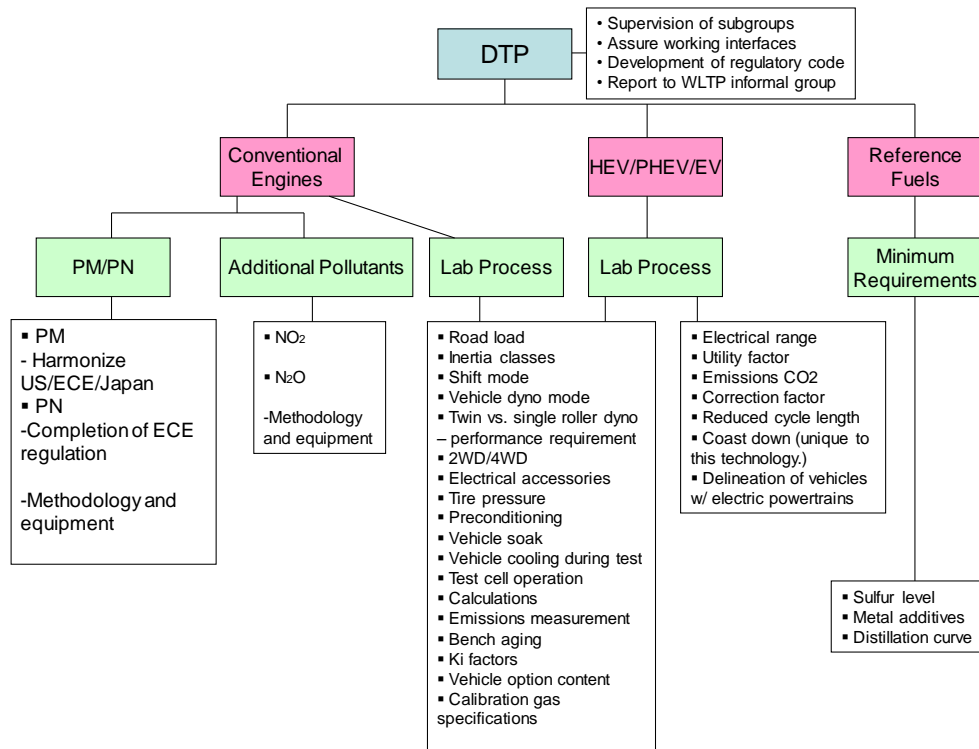 DTP
• Supervision of subgroups
• Assure working interfaces
• Development of regulatory code
• Report to WLTP informal group
Conventional
Engines
HEV/PHEV/EV
Reference
Fuels
PM/PN
Additional Pollutants
Lab Process
Lab Process
Minimum
Requirements
▪ PM
- Harmonize
US/ECE/Japan
▪ PN
-Completion of ECE
regulation
-Methodology and
equipment
▪ NO2
▪ N2O
-Methodology
and equipment
▪ Road load
▪ Inertia classes
▪ Shift mode
▪ Vehicle dyno mode
▪ Twin vs. single roller dyno
– performance requirement
▪ 2WD/4WD
▪ Electrical accessories
▪ Tire pressure
▪ Preconditioning
▪ Vehicle soak
▪ Vehicle cooling during test
▪ Test cell operation
▪ Calculations
▪ Emissions measurement
▪ Bench aging
▪ Ki factors
▪ Vehicle option content
▪ Calibration gas
specifications
▪ Electrical range
▪ Utility factor
▪ Emissions CO2
▪ Correction factor
▪ Reduced cycle length
▪ Coast down (unique to
this technology.)
▪ Delineation of vehicles
w/ electric powertrains
▪ Sulfur level
▪ Metal additives
▪ Distillation curve